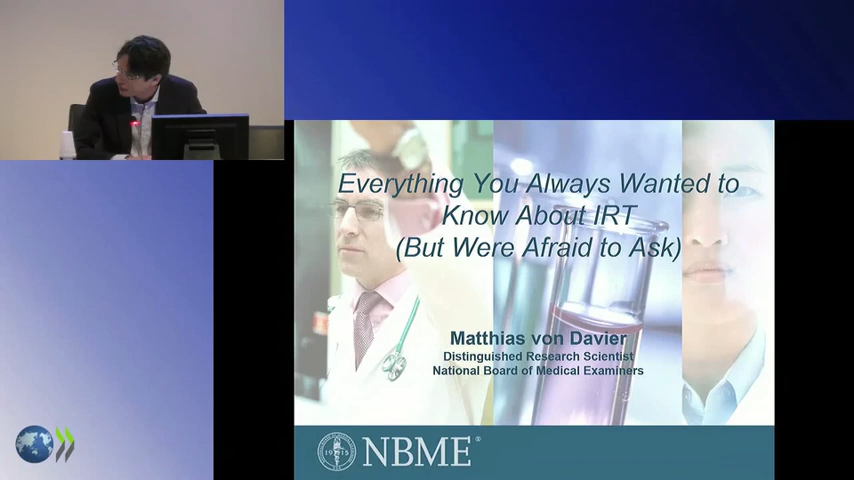 Everything You Always Wanted to
Know About IRT
(But Were Afraid to Ask)
Matthias von Davier
Distinguished Research Scientist
National Board of Medical Examiners
1915
NBME®